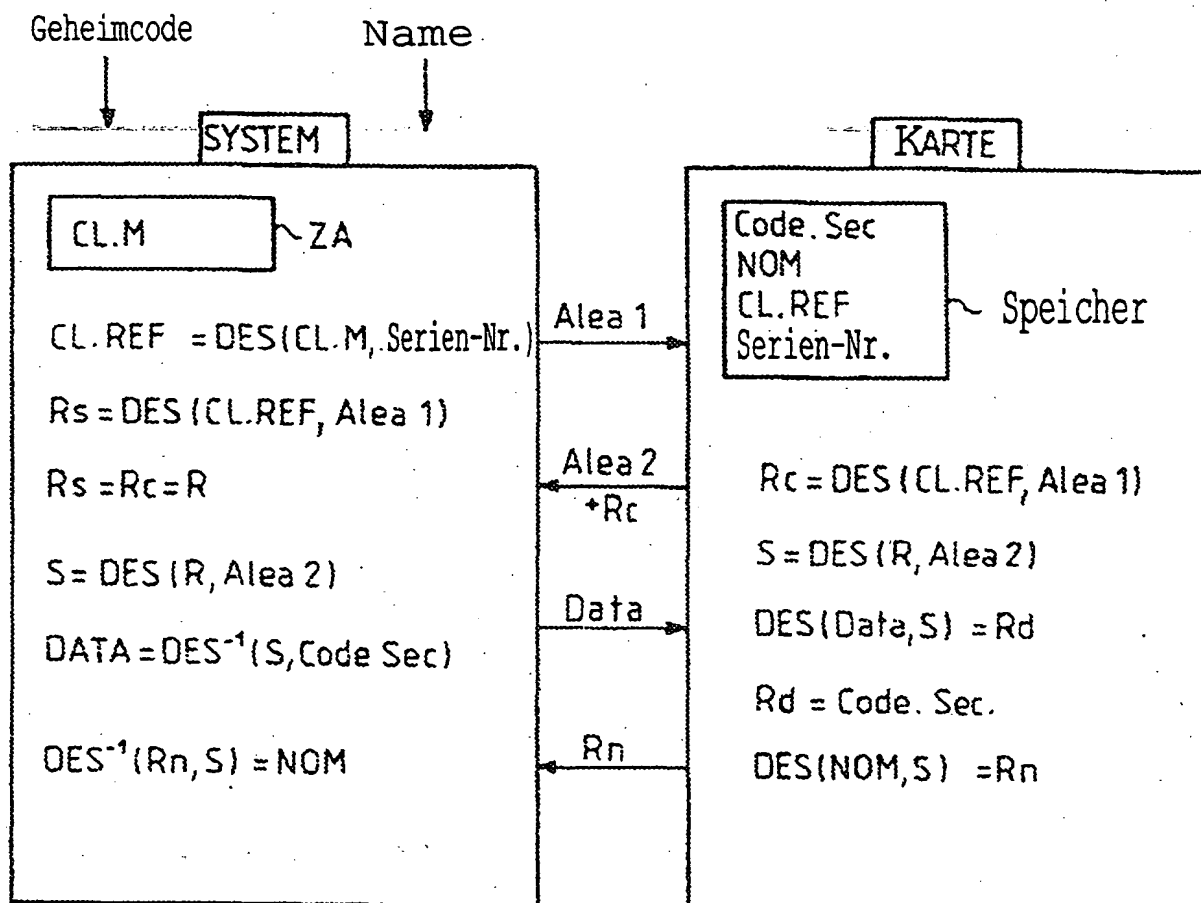 Geheimcode
Name
SYSTEM
CL.M
ZA
CL.REF = DES(CL.M, Serien-Nr.)
Rs = DES (CL.REF, Alea 1)
Rs = Rc = R
S = DES (R, Alea 2)
DATA = DES⁻¹(S, Code Sec)
DES⁻¹(Rn, S) = NOM
Alea 1
Alea 2
+Rc
Data
Rn
KARTE
Code. Sec
NOM
CL.REF
Serien-Nr.
Speicher
Rc = DES (CL.REF, Alea 1)
S = DES (R, Alea 2)
DES(Data, S) = Rd
Rd = Code. Sec.
DES(NOM, S) = Rn